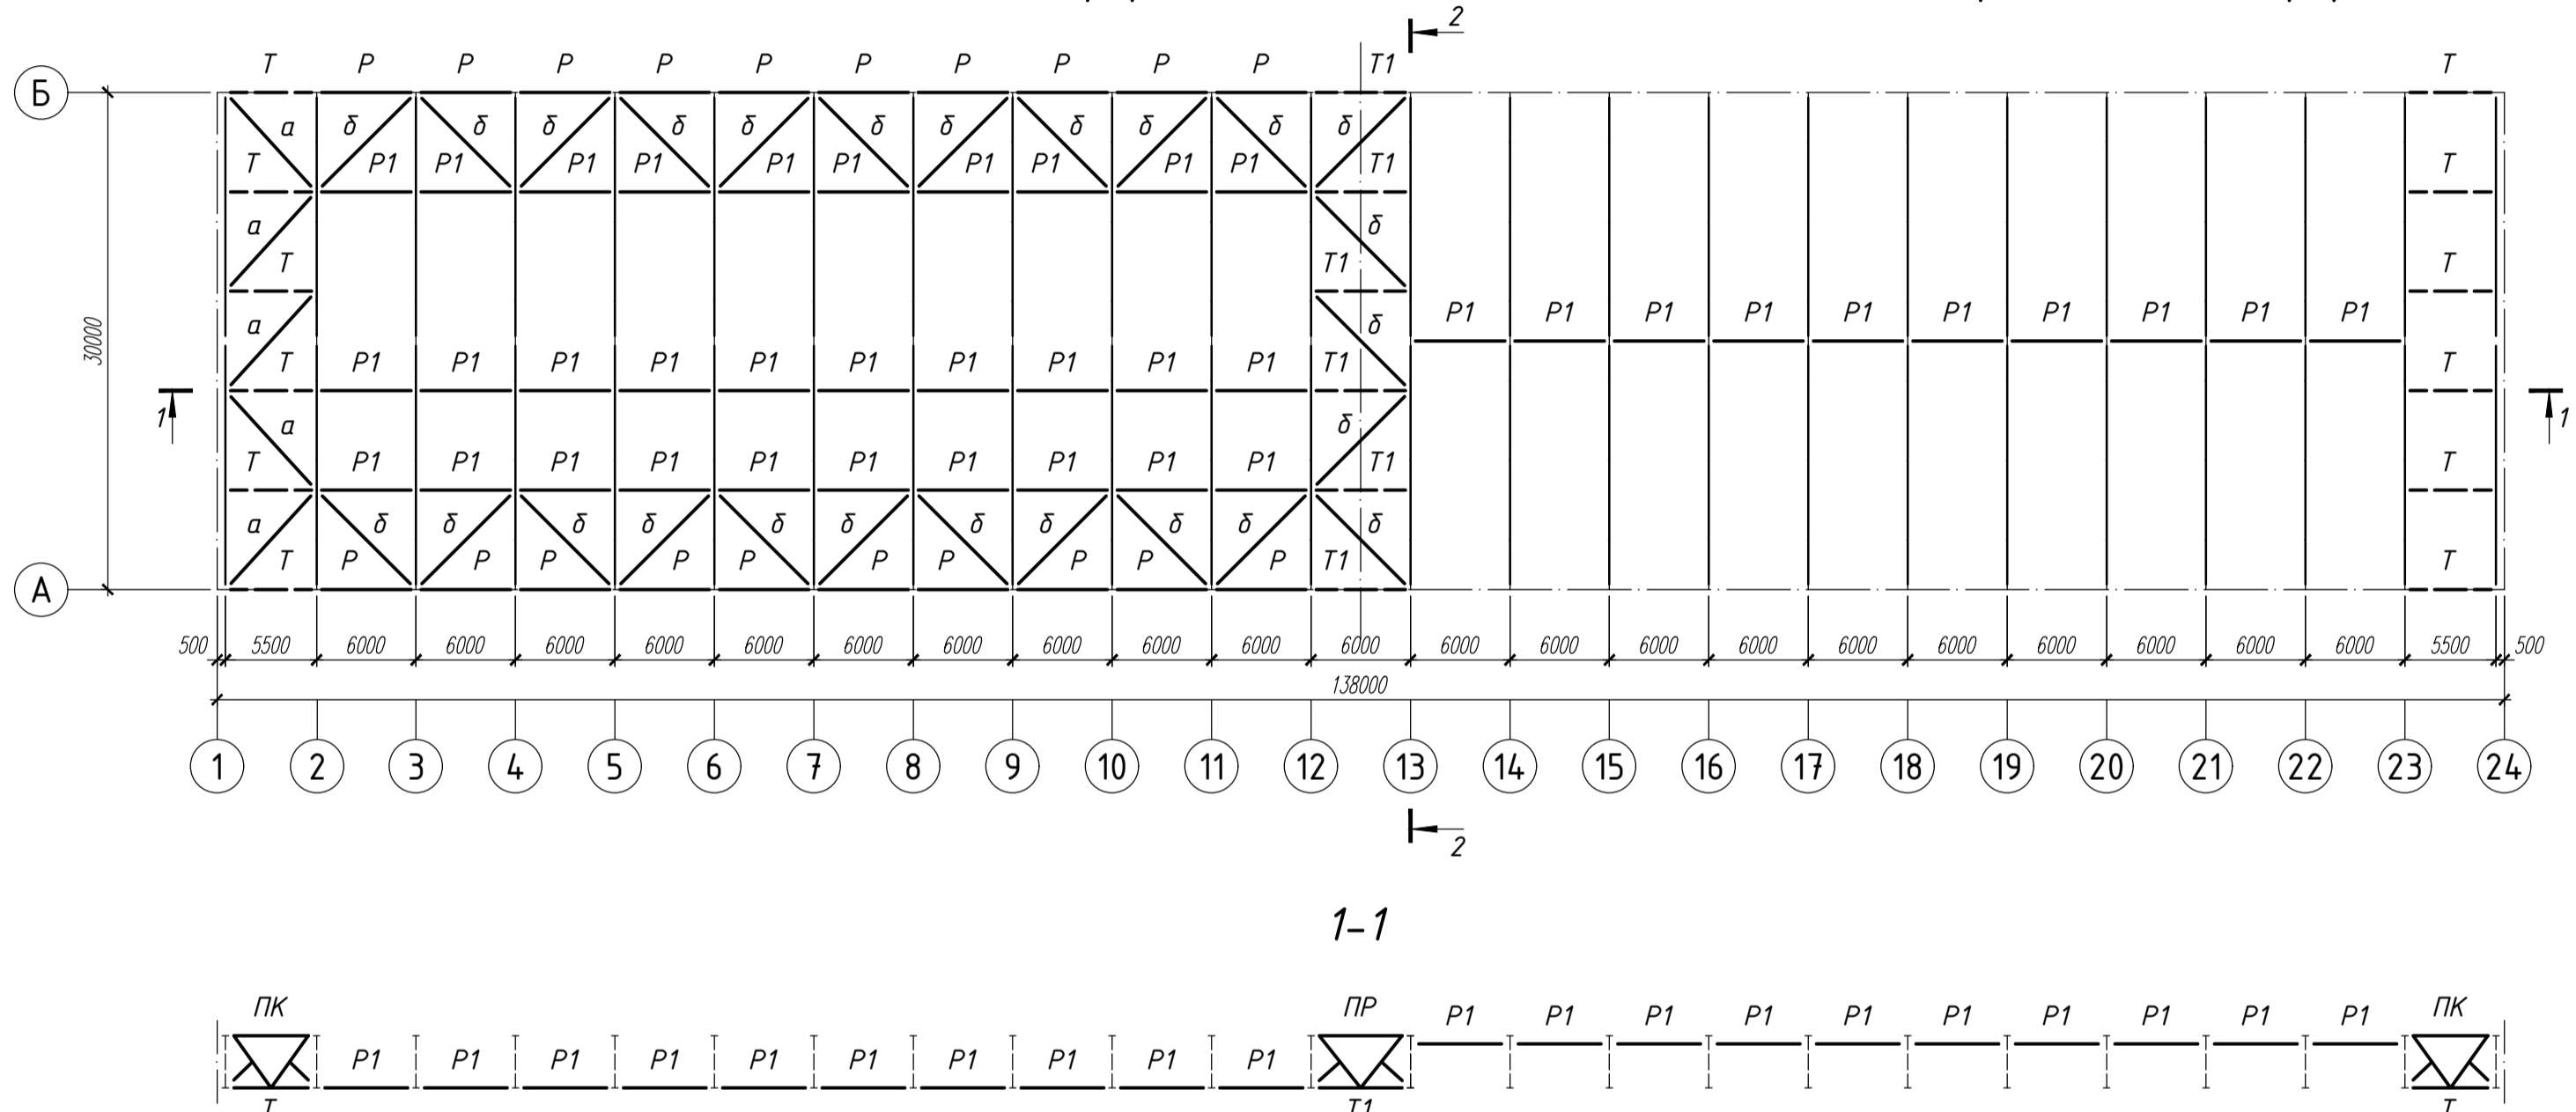 2
Т Р Р Р Р Р Р Р Р Р Р Т1 Т
Б
а δ δ δ δ δ δ δ δ δ δ δ
Т Р1 Р1 Р1 Р1 Р1 Р1 Р1 Р1 Р1 Р1 Т1 Т
а δ
Т Т1 Т
Р1 Р1 Р1 Р1 Р1 Р1 Р1 Р1 Р1 Р1
а δ
30000
Т Р1 Р1 Р1 Р1 Р1 Р1 Р1 Р1 Р1 Р1 Т1 Т
1 1
а δ
Т Р1 Р1 Р1 Р1 Р1 Р1 Р1 Р1 Р1 Р1 Т1 Т
а δ δ δ δ δ δ δ δ δ δ δ
Т Р Р Р Р Р Р Р Р Р Р Т1 Т
А
500 5500 6000 6000 6000 6000 6000 6000 6000 6000 6000 6000 6000 6000 6000 6000 6000 6000 6000 6000 6000 6000 6000 5500 500
138000
1 2 3 4 5 6 7 8 9 10 11 12 13 14 15 16 17 18 19 20 21 22 23 24
2
1-1
ПК ПР Р1 Р1 Р1 Р1 Р1 Р1 Р1 Р1 Р1 Р1 ПК
Р1 Р1 Р1 Р1 Р1 Р1 Р1 Р1 Р1 Р1
Т Т1 Т